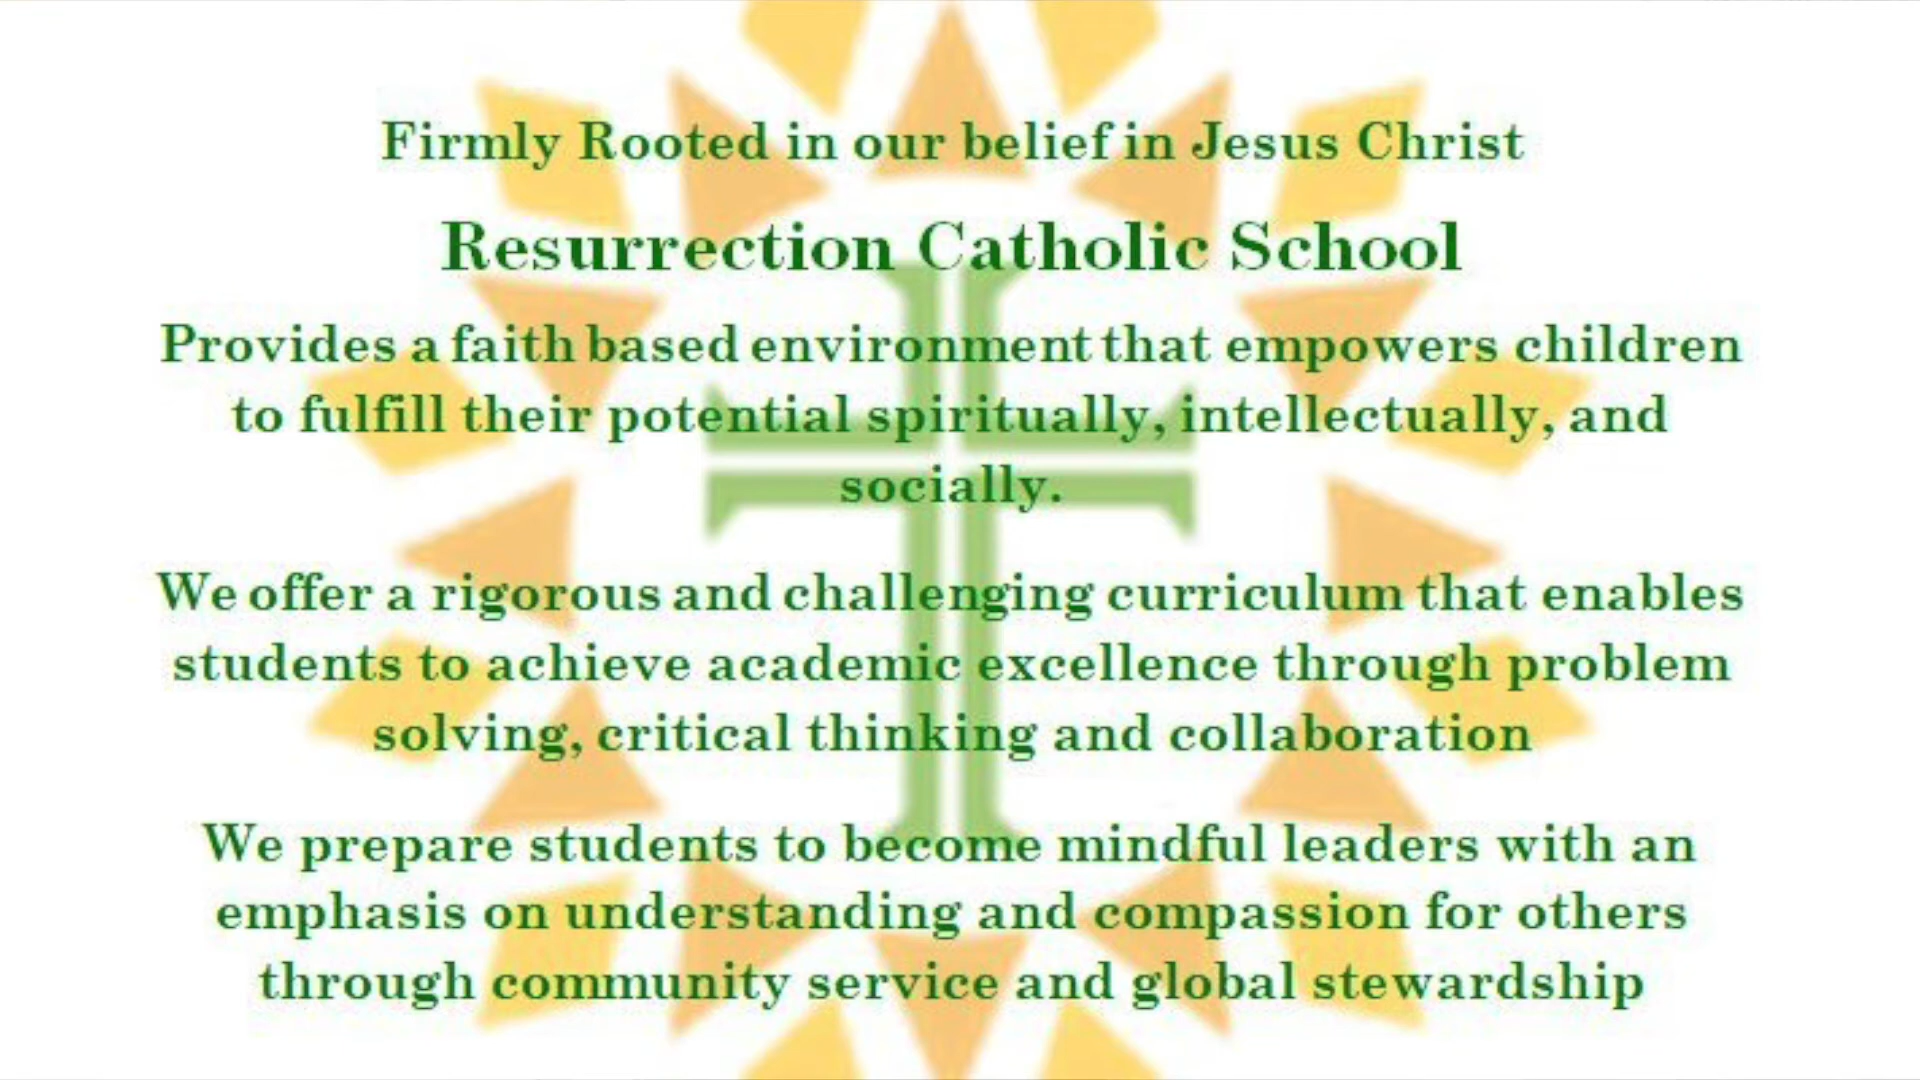 Firmly Rooted in our belief in Jesus Christ
Resurrection Catholic School
Provides a faith based environment that empowers children
to fulfill their potential spiritually, intellectually, and
socially.
We offer a rigorous and challenging curriculum that enables
students to achieve academic excellence through problem
solving, critical thinking and collaboration
We prepare students to become mindful leaders with an
emphasis on understanding and compassion for others
through community service and global stewardship